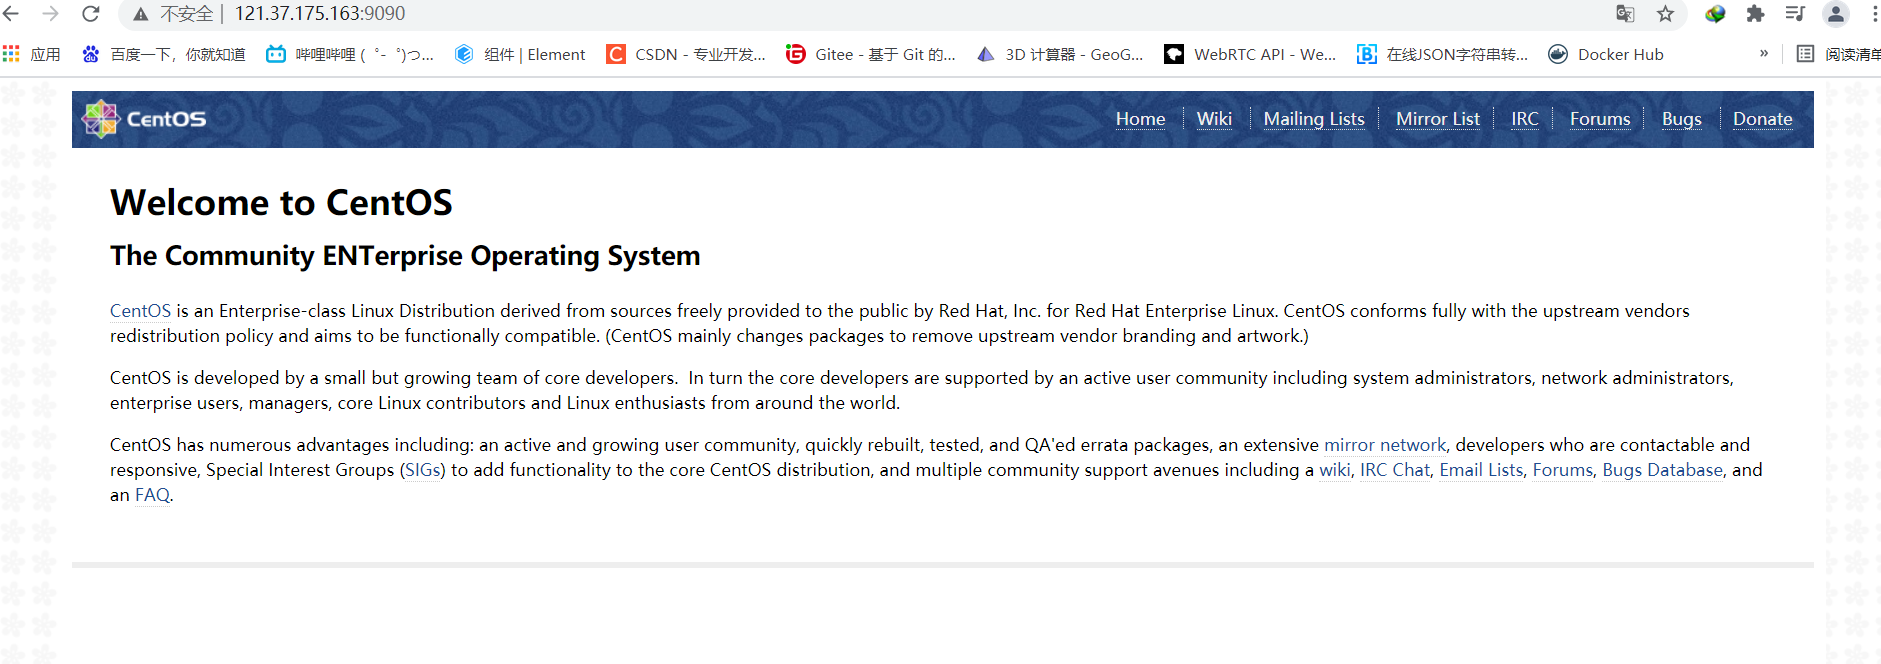 不安全 | 121.37.175.163:9090
应用 百度一下，你就知道 哔哩哔哩 (゜-゜)つ... 组件 | Element CSDN - 专业开发... Gitee - 基于 Git 的... 3D 计算器 - GeoG... WebRTC API - We... 在线JSON字符串转... Docker Hub » 阅读清单
CentOS Home Wiki Mailing Lists Mirror List IRC Forums Bugs Donate
Welcome to CentOS
The Community ENTerprise Operating System
CentOS is an Enterprise-class Linux Distribution derived from sources freely provided to the public by Red Hat, Inc. for Red Hat Enterprise Linux. CentOS conforms fully with the upstream vendors
redistribution policy and aims to be functionally compatible. (CentOS mainly changes packages to remove upstream vendor branding and artwork.)
CentOS is developed by a small but growing team of core developers.  In turn the core developers are supported by an active user community including system administrators, network administrators,
enterprise users, managers, core Linux contributors and Linux enthusiasts from around the world.
CentOS has numerous advantages including: an active and growing user community, quickly rebuilt, tested, and QA'ed errata packages, an extensive mirror network, developers who are contactable and
responsive, Special Interest Groups (SIGs) to add functionality to the core CentOS distribution, and multiple community support avenues including a wiki, IRC Chat, Email Lists, Forums, Bugs Database, and
an FAQ.